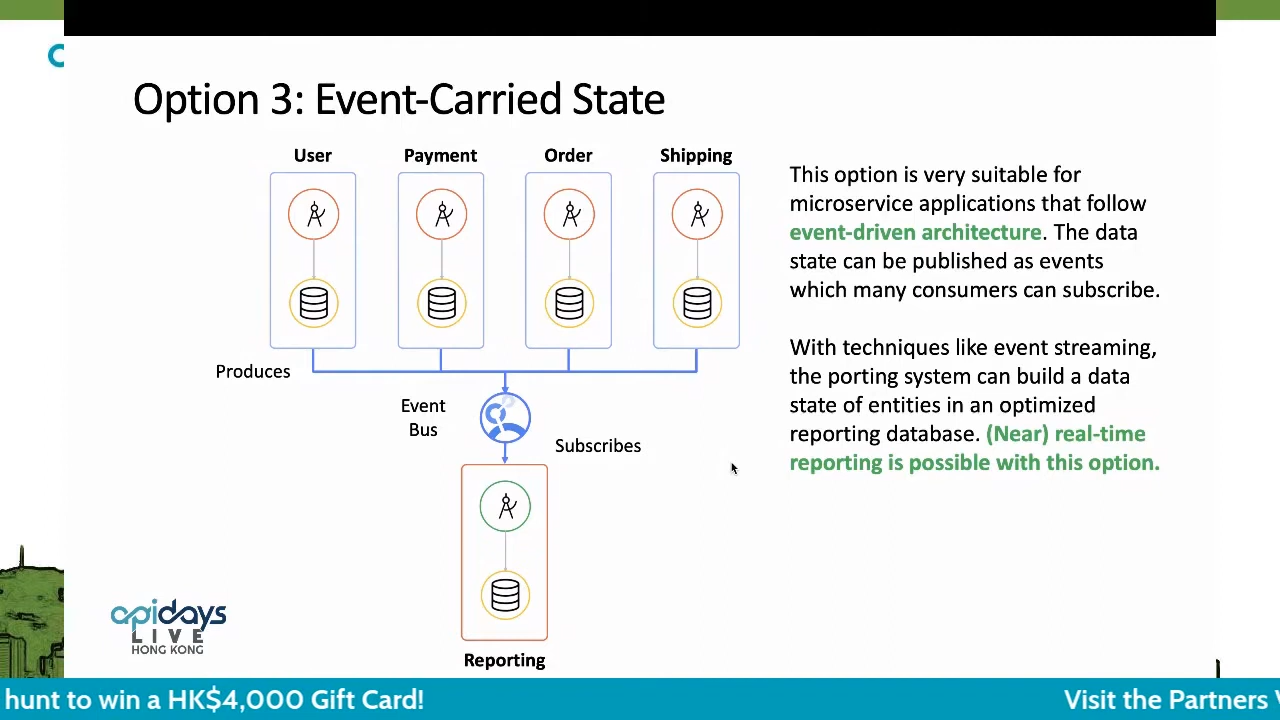 Option 3: Event-Carried State
User
Payment
Order
Shipping
Produces
Event
Bus
Subscribes
Reporting
This option is very suitable for
microservice applications that follow
event-driven architecture. The data
state can be published as events
which many consumers can subscribe.
With techniques like event streaming,
the porting system can build a data
state of entities in an optimized
reporting database. (Near) real-time
reporting is possible with this option.
apidays
LIVE
HONG KONG
hunt to win a HK$4,000 Gift Card!
Visit the Partners